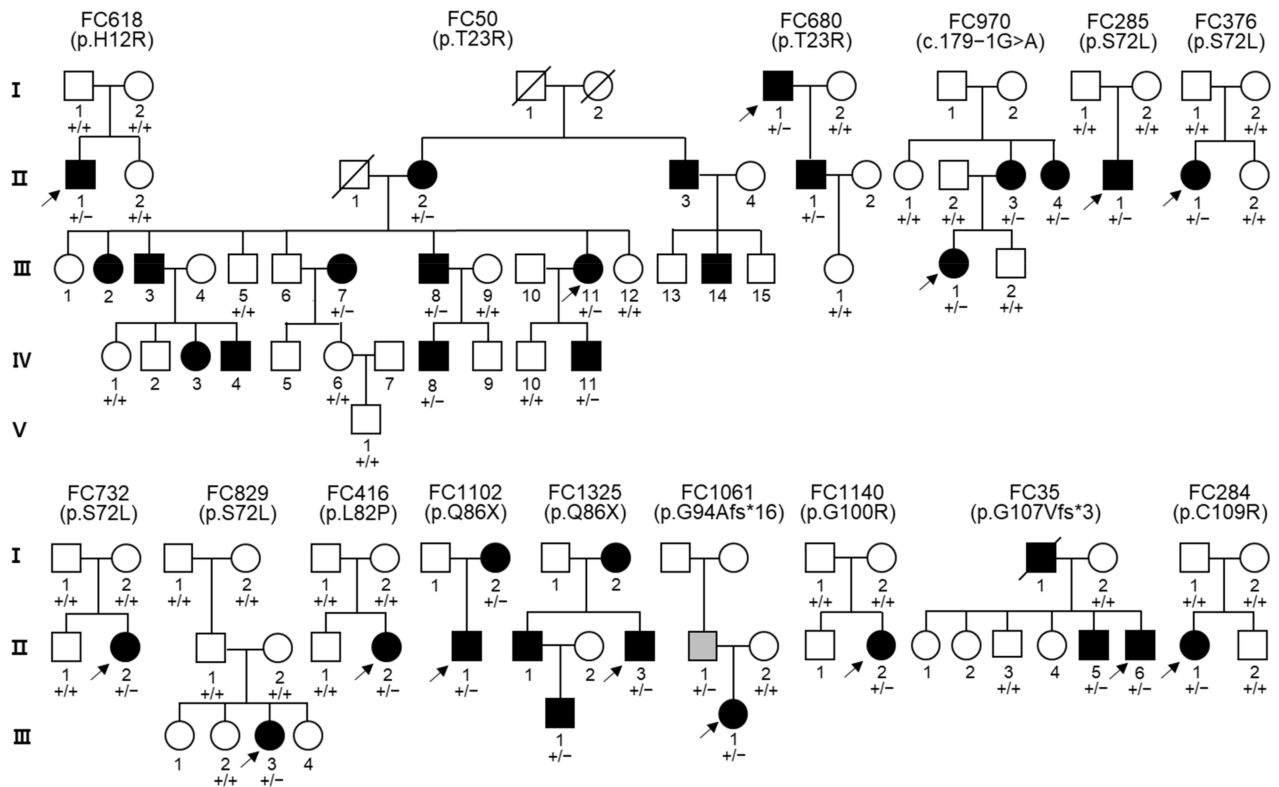 FC618 FC50 FC680 FC970 FC285 FC376
(p.H12R) (p.T23R) (p.T23R) (c.179−1G>A) (p.S72L) (p.S72L)
I
1 2 1 2 1 2 1 2 1 2 1 2
+/+ +/+ +/− +/+ +/+ +/+ +/+ +/+
II
1 2 1 2 3 4 1 2 1 2 3 4 1 1 2
+/− +/+ +/− +/− +/+ +/+ +/− +/− +/− +/− +/+
III
1 2 3 4 5 6 7 8 9 10 11 12 13 14 15 1 1 2
+/+ +/− +/− +/+ +/− +/+ +/+ +/− +/+
IV
1 2 3 4 5 6 7 8 9 10 11
+/+ +/+ +/− +/+ +/−
V
1
+/+
FC732 FC829 FC416 FC1102 FC1325 FC1061 FC1140 FC35 FC284
(p.S72L) (p.S72L) (p.L82P) (p.Q86X) (p.Q86X) (p.G94Afs*16) (p.G100R) (p.G107Vfs*3) (p.C109R)
I
1 2 1 2 1 2 1 2 1 2 1 2 1 2 1 2
+/+ +/+ +/+ +/+ +/+ +/+ +/− +/+ +/+ +/+ +/+ +/+
II
1 2 1 2 1 2 1 1 2 3 1 2 1 2 1 2 3 4 5 6 1 2
+/+ +/− +/+ +/+ +/+ +/− +/− +/− +/− +/+ +/− +/+ +/− +/− +/− +/+
III
1 2 3 4 1 1
+/+ +/− +/− +/−